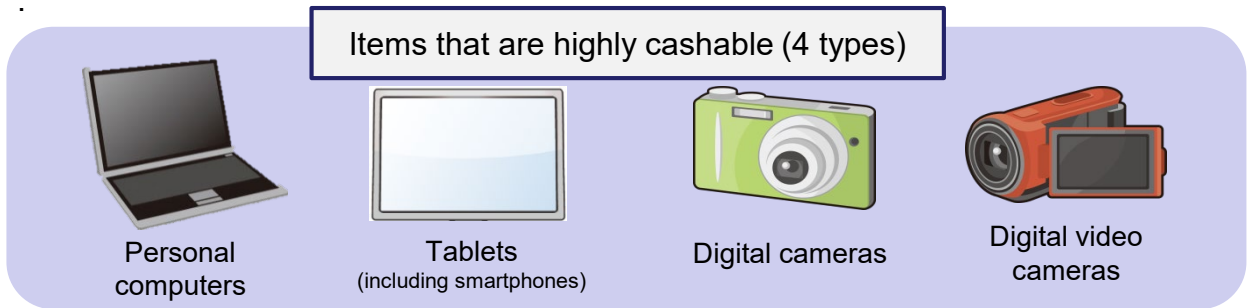 .
Items that are highly cashable (4 types)
Personal
computers
Tablets
(including smartphones)
Digital cameras
Digital video
cameras